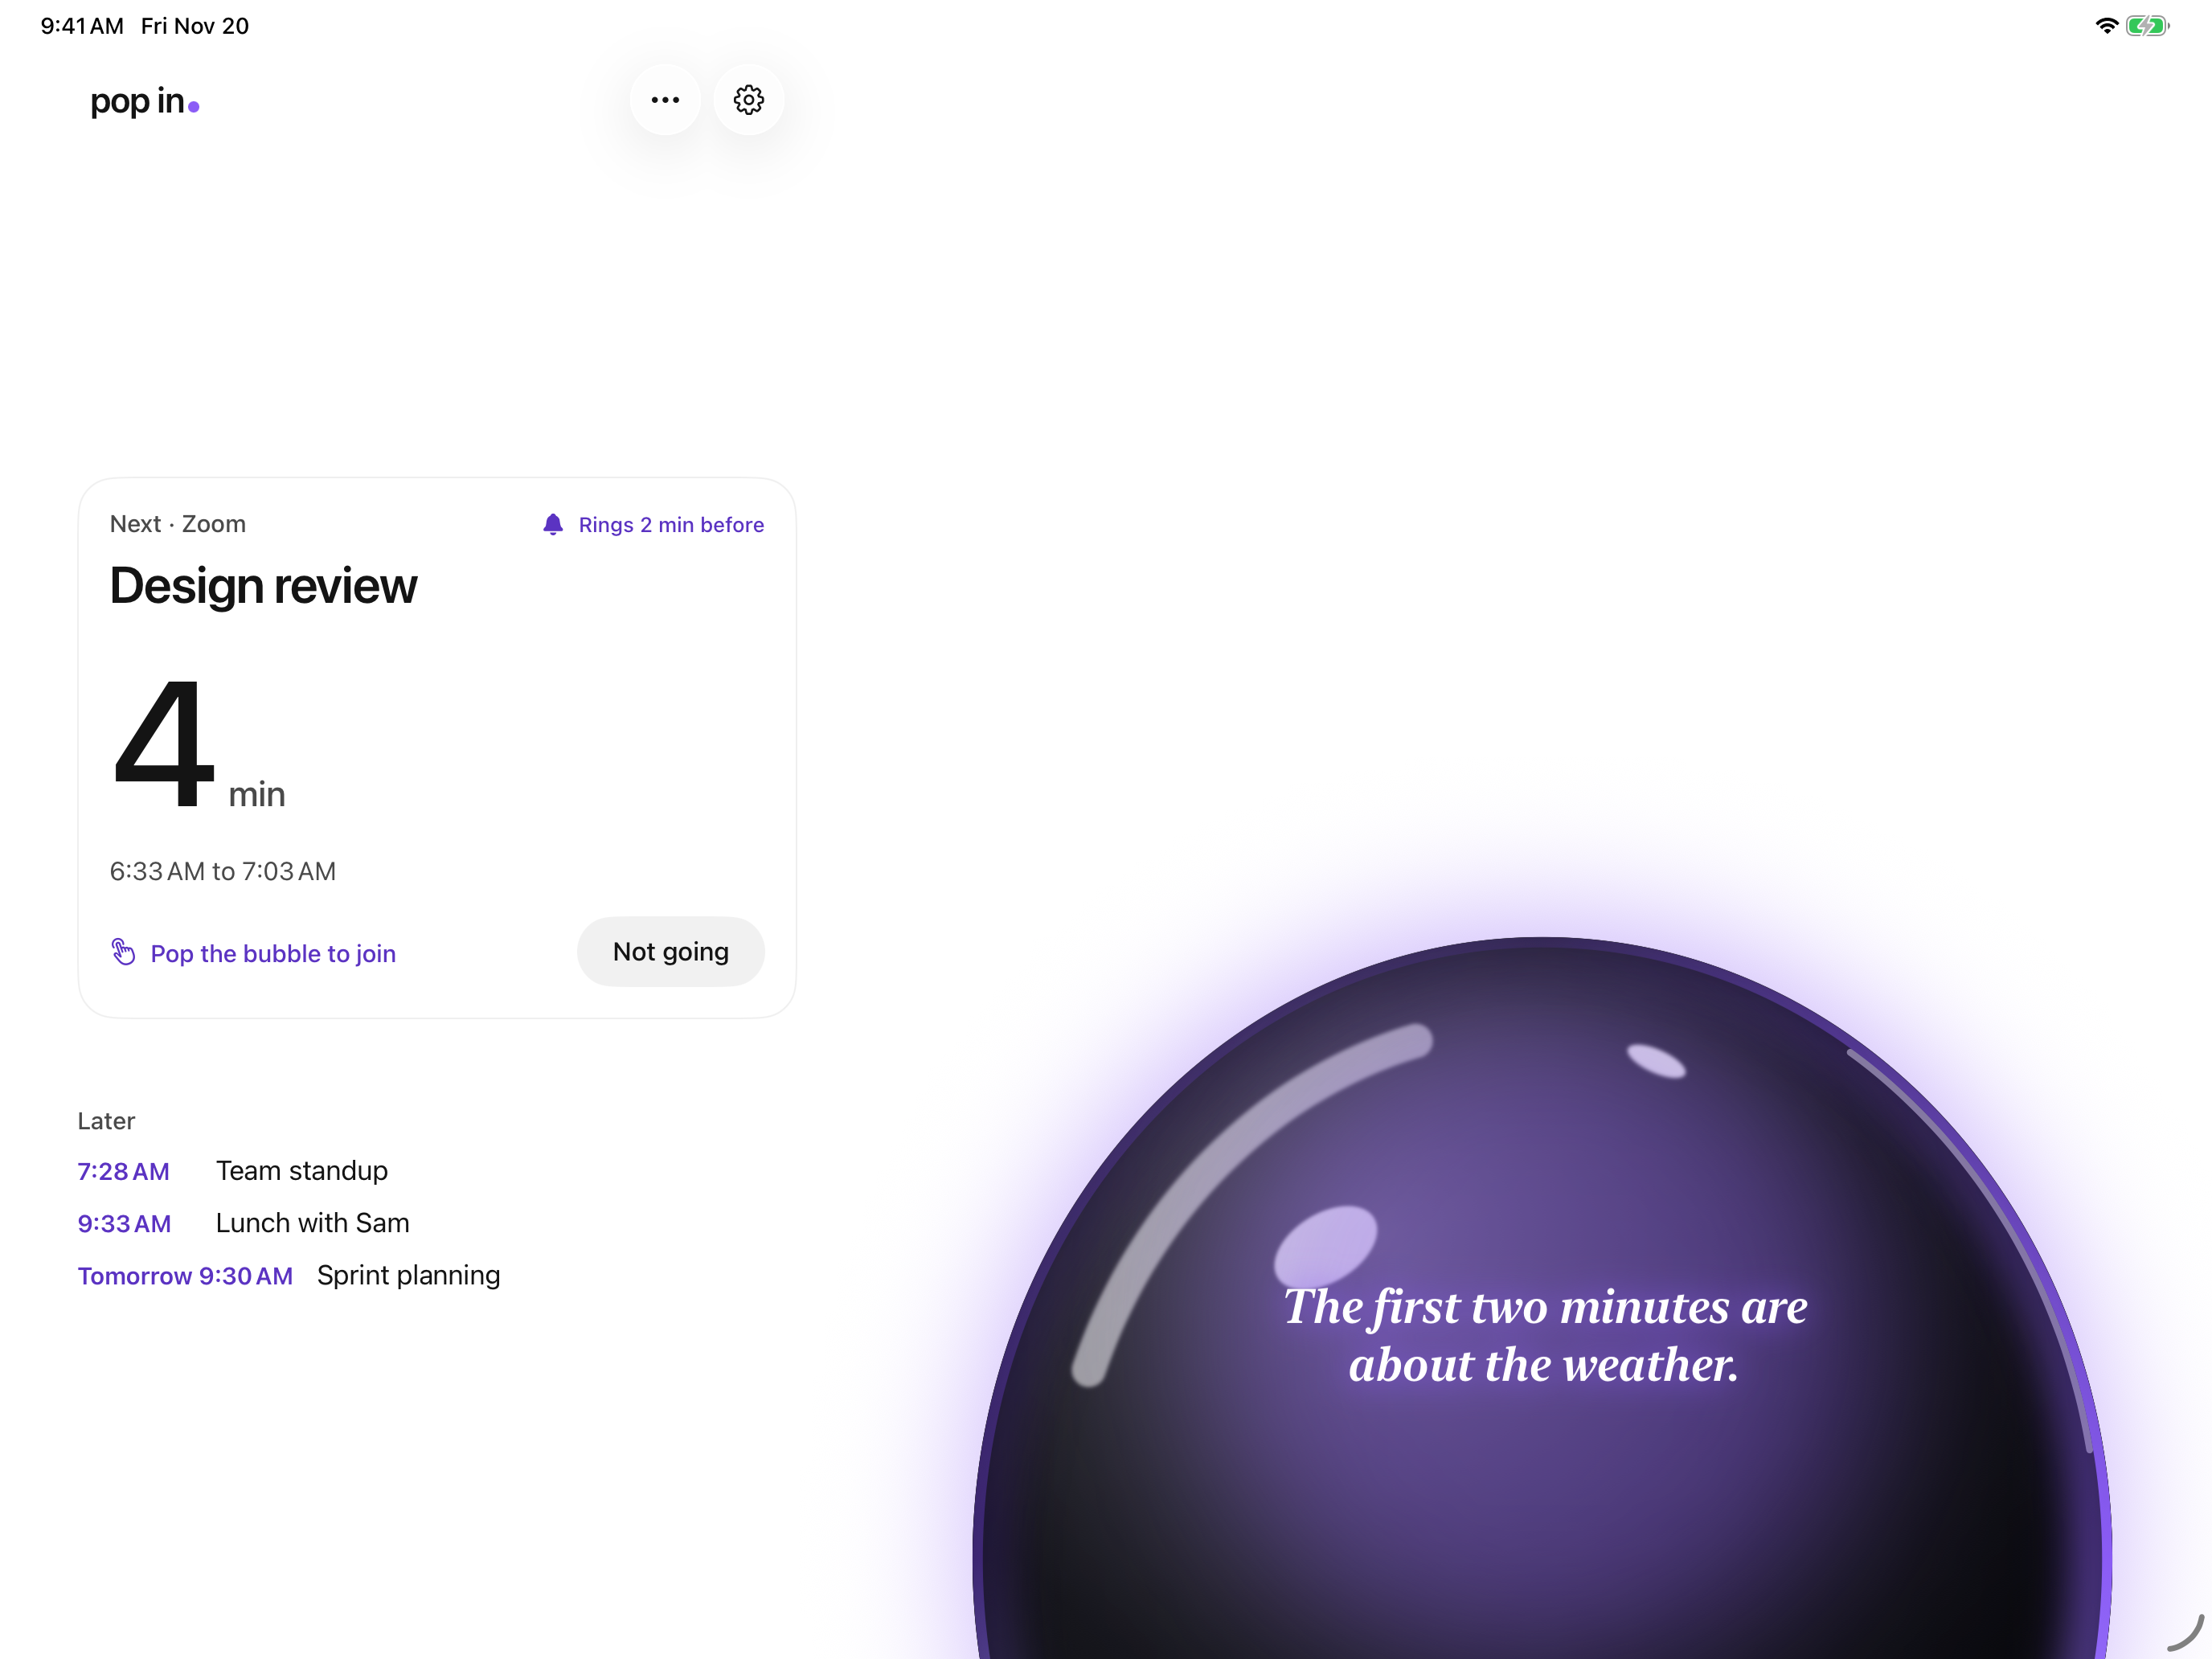 9:41 AM Fri Nov 20
pop in.
Next · Zoom
Rings 2 min before
Design review
4 min
6:33 AM to 7:03 AM
Pop the bubble to join
Not going
Later
7:28 AM Team standup
9:33 AM Lunch with Sam
Tomorrow 9:30 AM Sprint planning
The first two minutes are
about the weather.